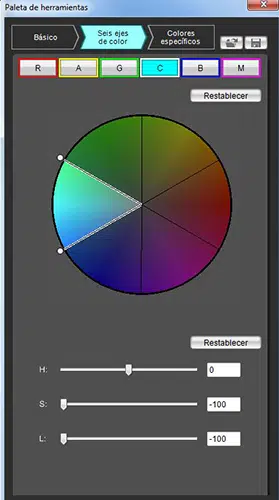 Paleta de herramientas
Básico
Seis ejes
de color
Colores
específicos
R A G C B M
Restablecer
Restablecer
H: 0
S: -100
L: -100